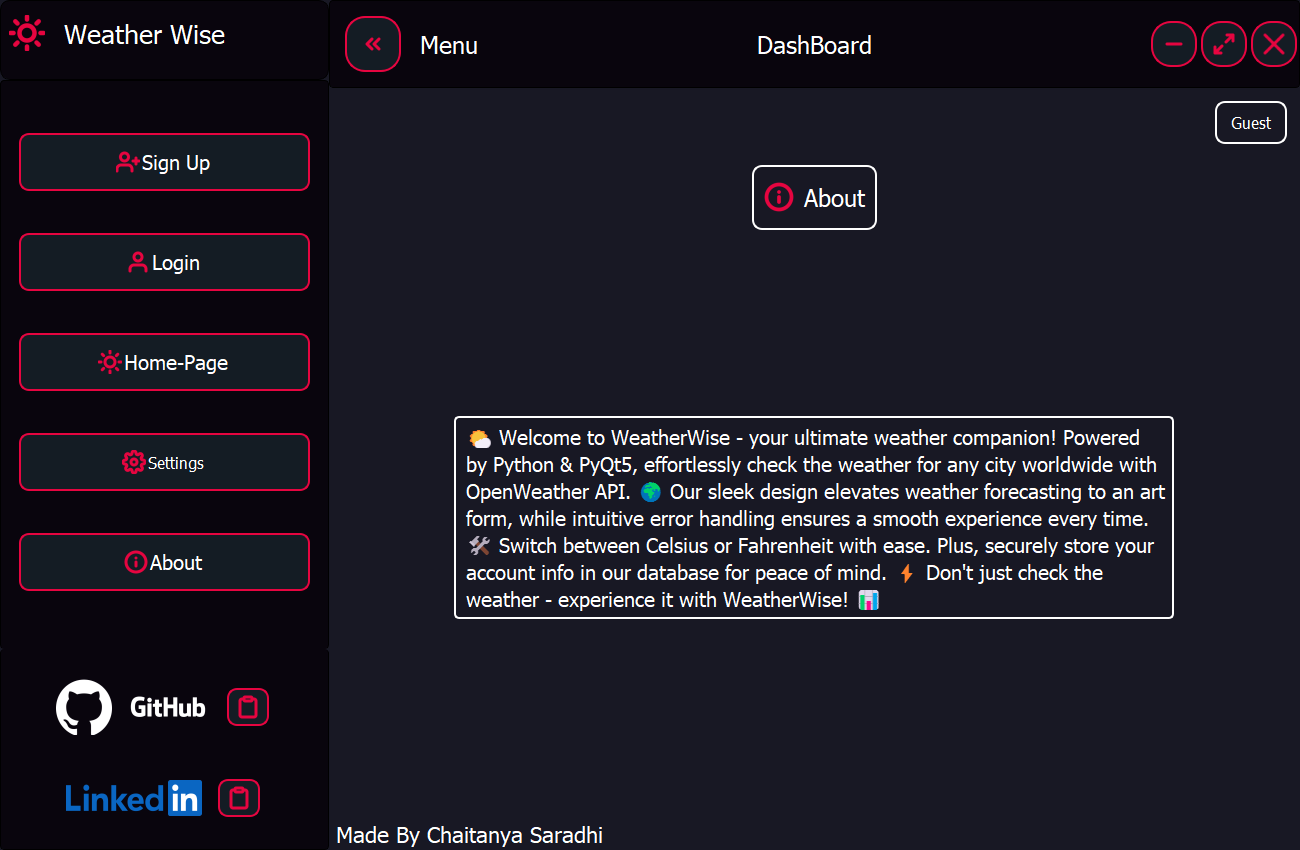 Weather Wise
Menu
DashBoard
Guest
Sign Up
Login
Home-Page
Settings
About
GitHub
Linked in
About
🌤️ Welcome to WeatherWise - your ultimate weather companion! Powered
by Python & PyQt5, effortlessly check the weather for any city worldwide with
OpenWeather API. 🌍 Our sleek design elevates weather forecasting to an art
form, while intuitive error handling ensures a smooth experience every time.
🛠️ Switch between Celsius or Fahrenheit with ease. Plus, securely store your
account info in our database for peace of mind. ⚡ Don't just check the
weather - experience it with WeatherWise! 📊
Made By Chaitanya Saradhi